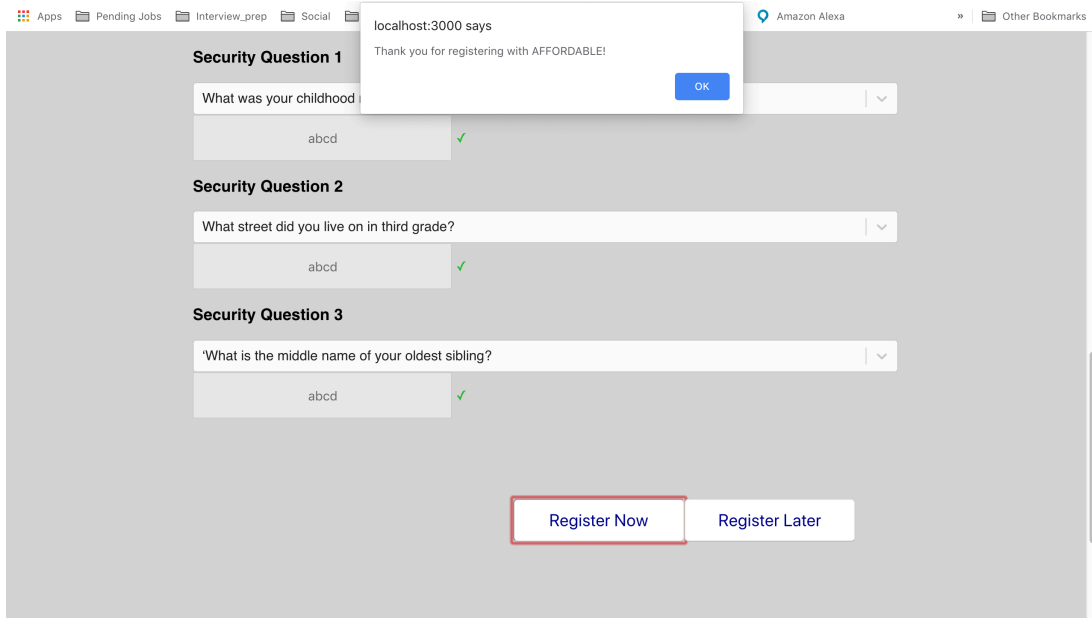 Apps Pending Jobs Interview_prep Social Amazon Alexa » Other Bookmarks
localhost:3000 says
Thank you for registering with AFFORDABLE!
OK
Security Question 1
What was your childhood
abcd ✓
Security Question 2
What street did you live on in third grade?
abcd ✓
Security Question 3
‘What is the middle name of your oldest sibling?
abcd ✓
Register Now Register Later